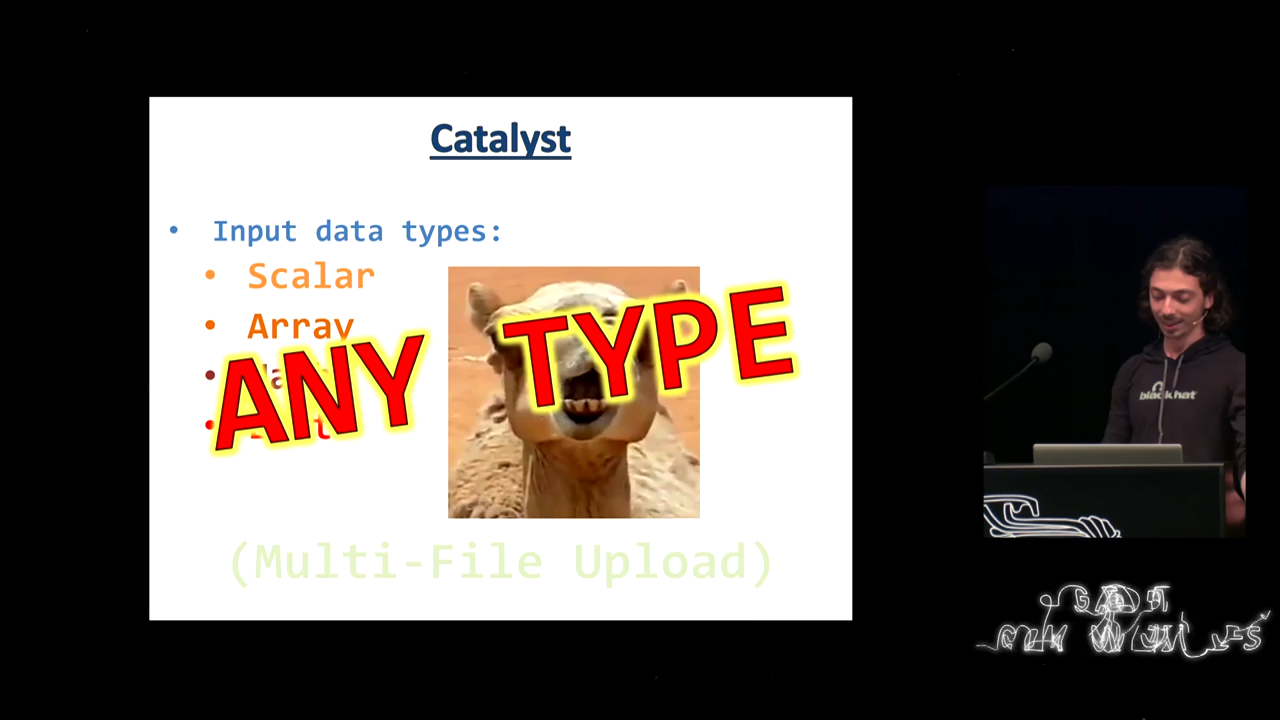 Catalyst
• Input data types:
• Scalar
• Array
ANY TYPE
(Multi-File Upload)
black hat